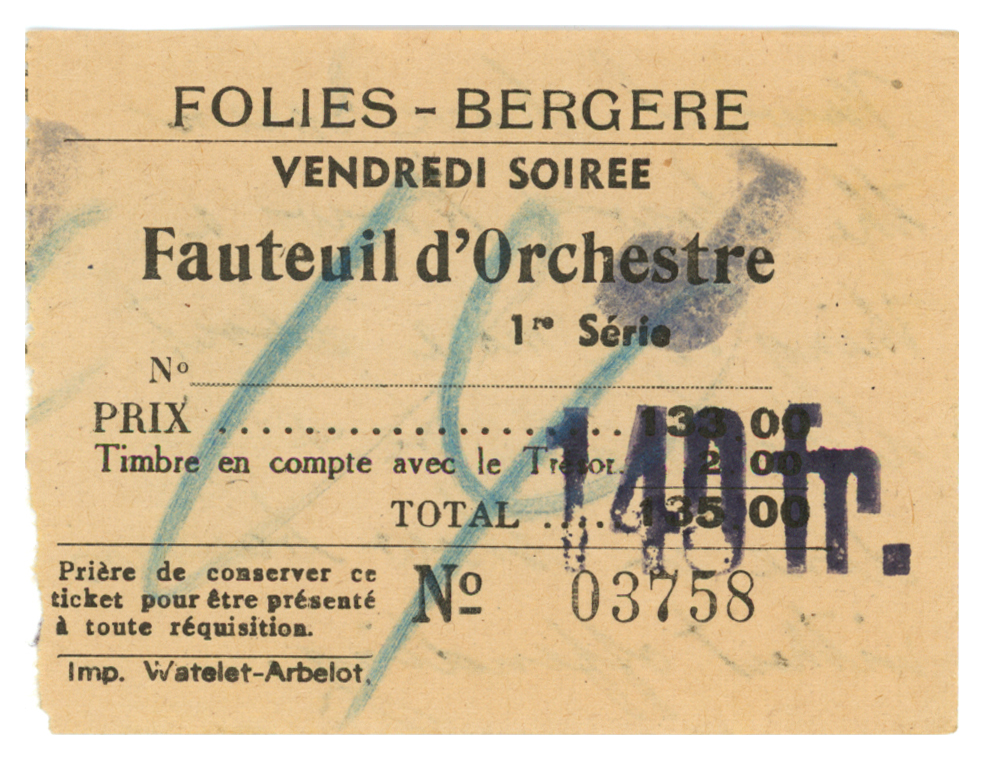 FOLIES - BERGERE
VENDREDI SOIREE
Fauteuil d'Orchestre
1re Série
No
PRIX .................... 133,00
Timbre en compte avec le Trésor. 2,00
TOTAL ..... 135,00
140 Fr.
Prière de conserver ce
ticket pour être présenté
à toute réquisition.
No 03758
Imp. Watelet-Arbelot.